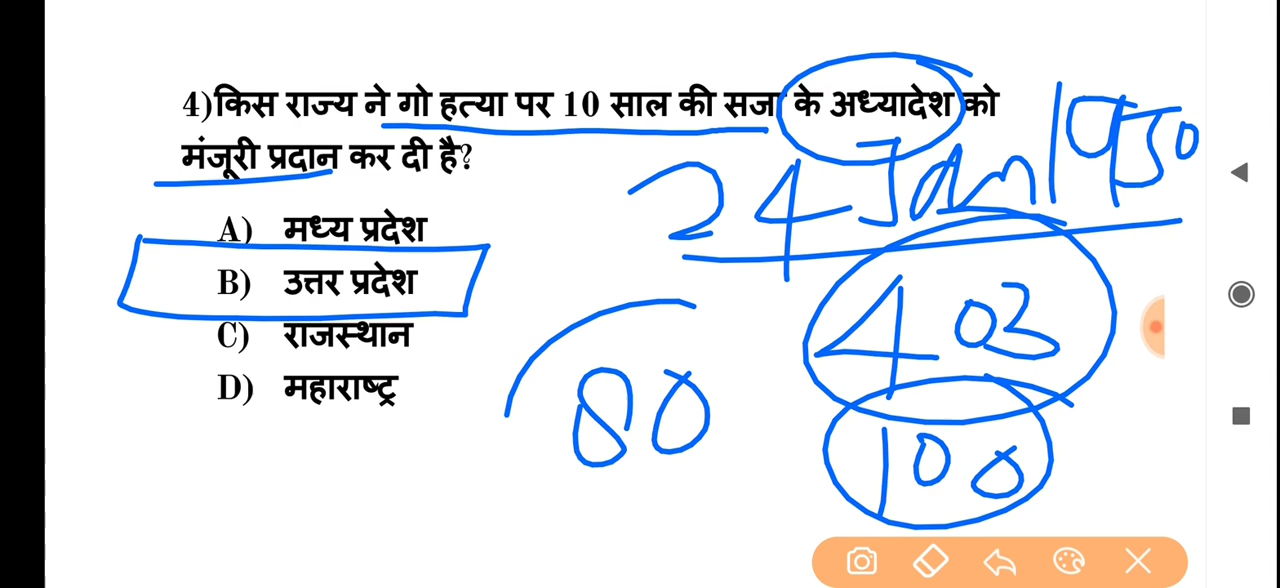 4)किस राज्य ने गो हत्या पर 10 साल की सजा के अध्यादेश को
मंजूरी प्रदान कर दी है?
24 Jan 1950
A) मध्य प्रदेश
B) उत्तर प्रदेश
C) राजस्थान
D) महाराष्ट्र
403
80
100